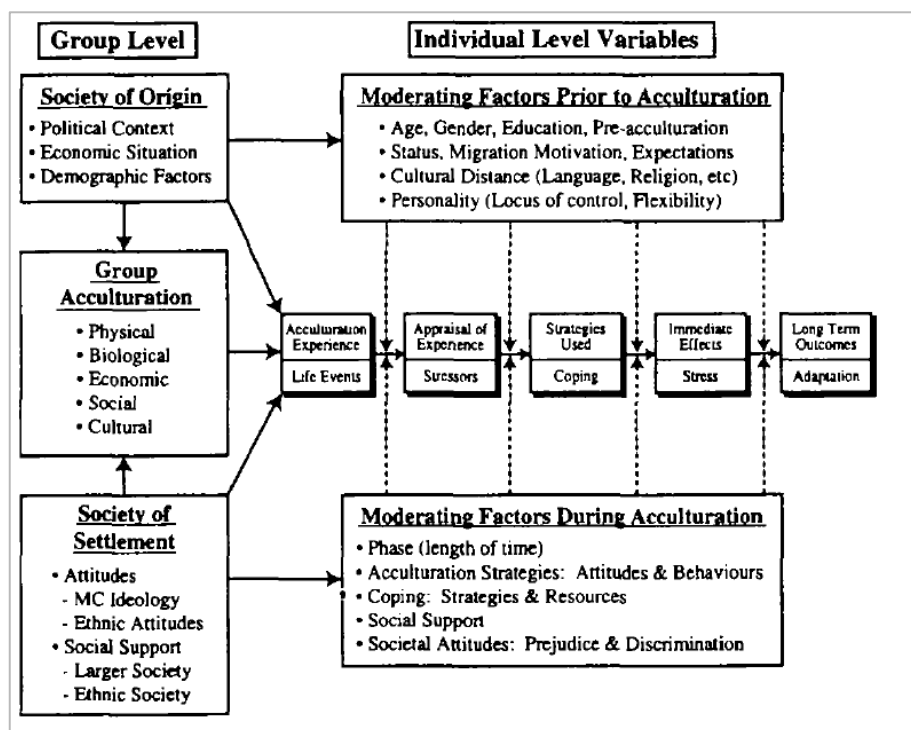 Group Level
Individual Level Variables
Society of Origin
• Political Context
• Economic Situation
• Demographic Factors
Moderating Factors Prior to Acculturation
• Age, Gender, Education, Pre-acculturation
• Status, Migration Motivation, Expectations
• Cultural Distance (Language, Religion, etc)
• Personality (Locus of control, Flexibility)
Group
Acculturation
• Physical
• Biological
• Economic
• Social
• Cultural
Acculturation
Experience
Life Events
Appraisal of
Experience
Stressors
Strategies
Used
Coping
Immediate
Effects
Stress
Long Term
Outcomes
Adaptation
Society of
Settlement
• Attitudes
- MC Ideology
- Ethnic Attitudes
• Social Support
- Larger Society
- Ethnic Society
Moderating Factors During Acculturation
• Phase (length of time)
• Acculturation Strategies: Attitudes & Behaviours
• Coping: Strategies & Resources
• Social Support
• Societal Attitudes: Prejudice & Discrimination